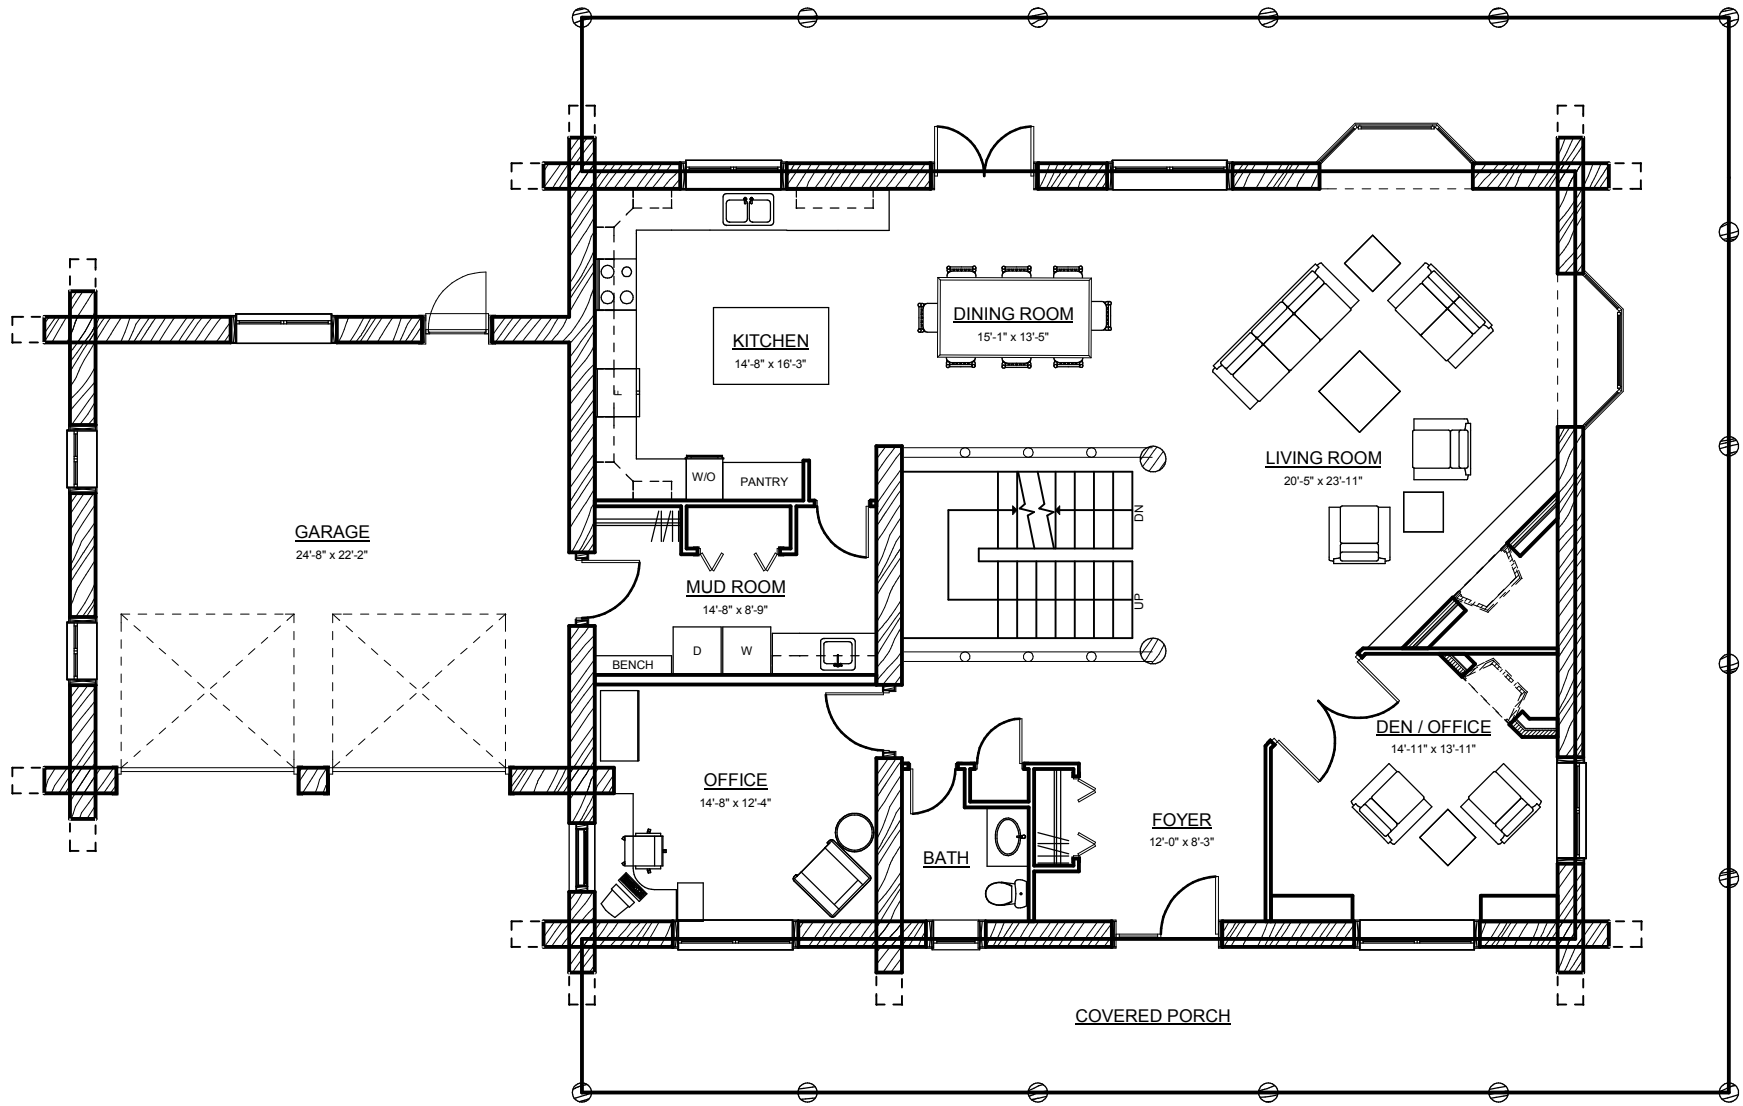 DINING ROOM
15'-1" x 13'-5"
KITCHEN
14'-8" x 16'-3"
F
LIVING ROOM
20'-5" x 23'-11"
W/O
PANTRY
DN
GARAGE
24'-8" x 22'-2"
MUD ROOM
14'-8" x 8'-9"
UP
D
W
BENCH
DEN / OFFICE
14'-11" x 13'-11"
OFFICE
14'-8" x 12'-4"
FOYER
12'-0" x 8'-3"
BATH
COVERED PORCH